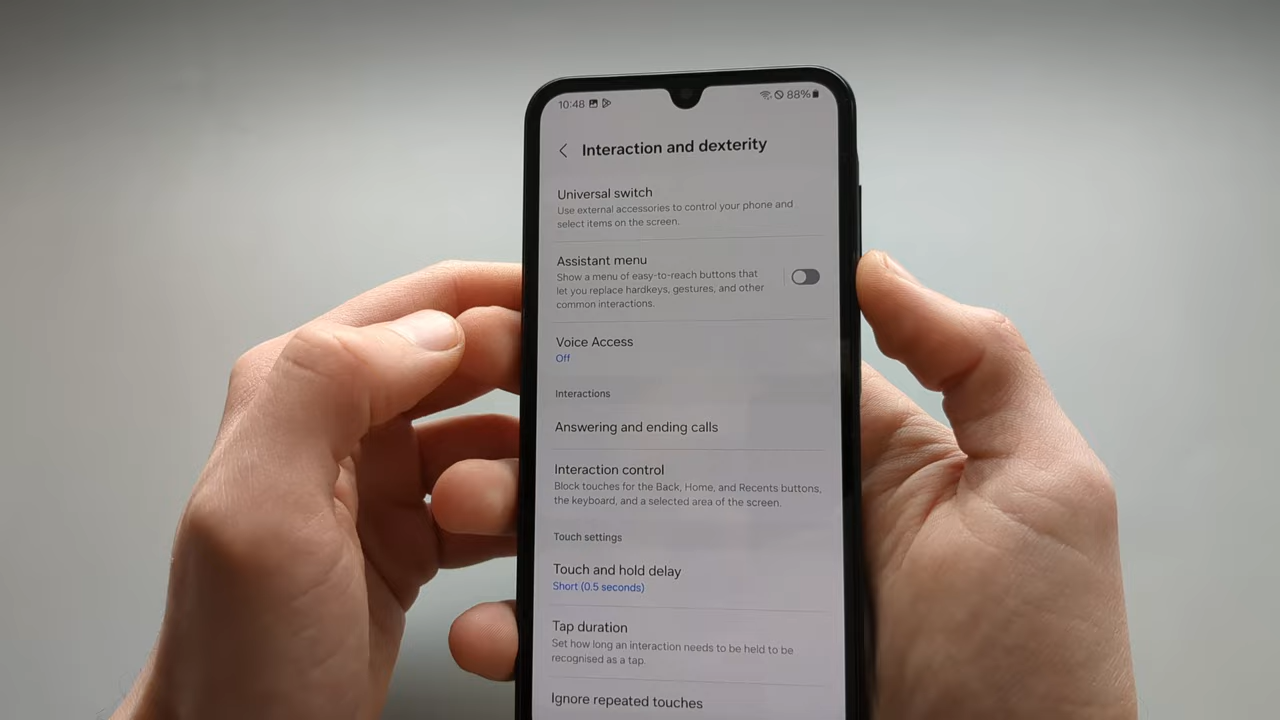 10:48 88%
Interaction and dexterity
Universal switch
Use external accessories to control your phone and
select items on the screen.
Assistant menu
Show a menu of easy-to-reach buttons that
let you replace hardkeys, gestures, and other
common interactions.
Voice Access
Off
Interactions
Answering and ending calls
Interaction control
Block touches for the Back, Home, and Recents buttons,
the keyboard, and a selected area of the screen.
Touch settings
Touch and hold delay
Short (0.5 seconds)
Tap duration
Set how long an interaction needs to be held to be
recognised as a tap.
Ignore repeated touches